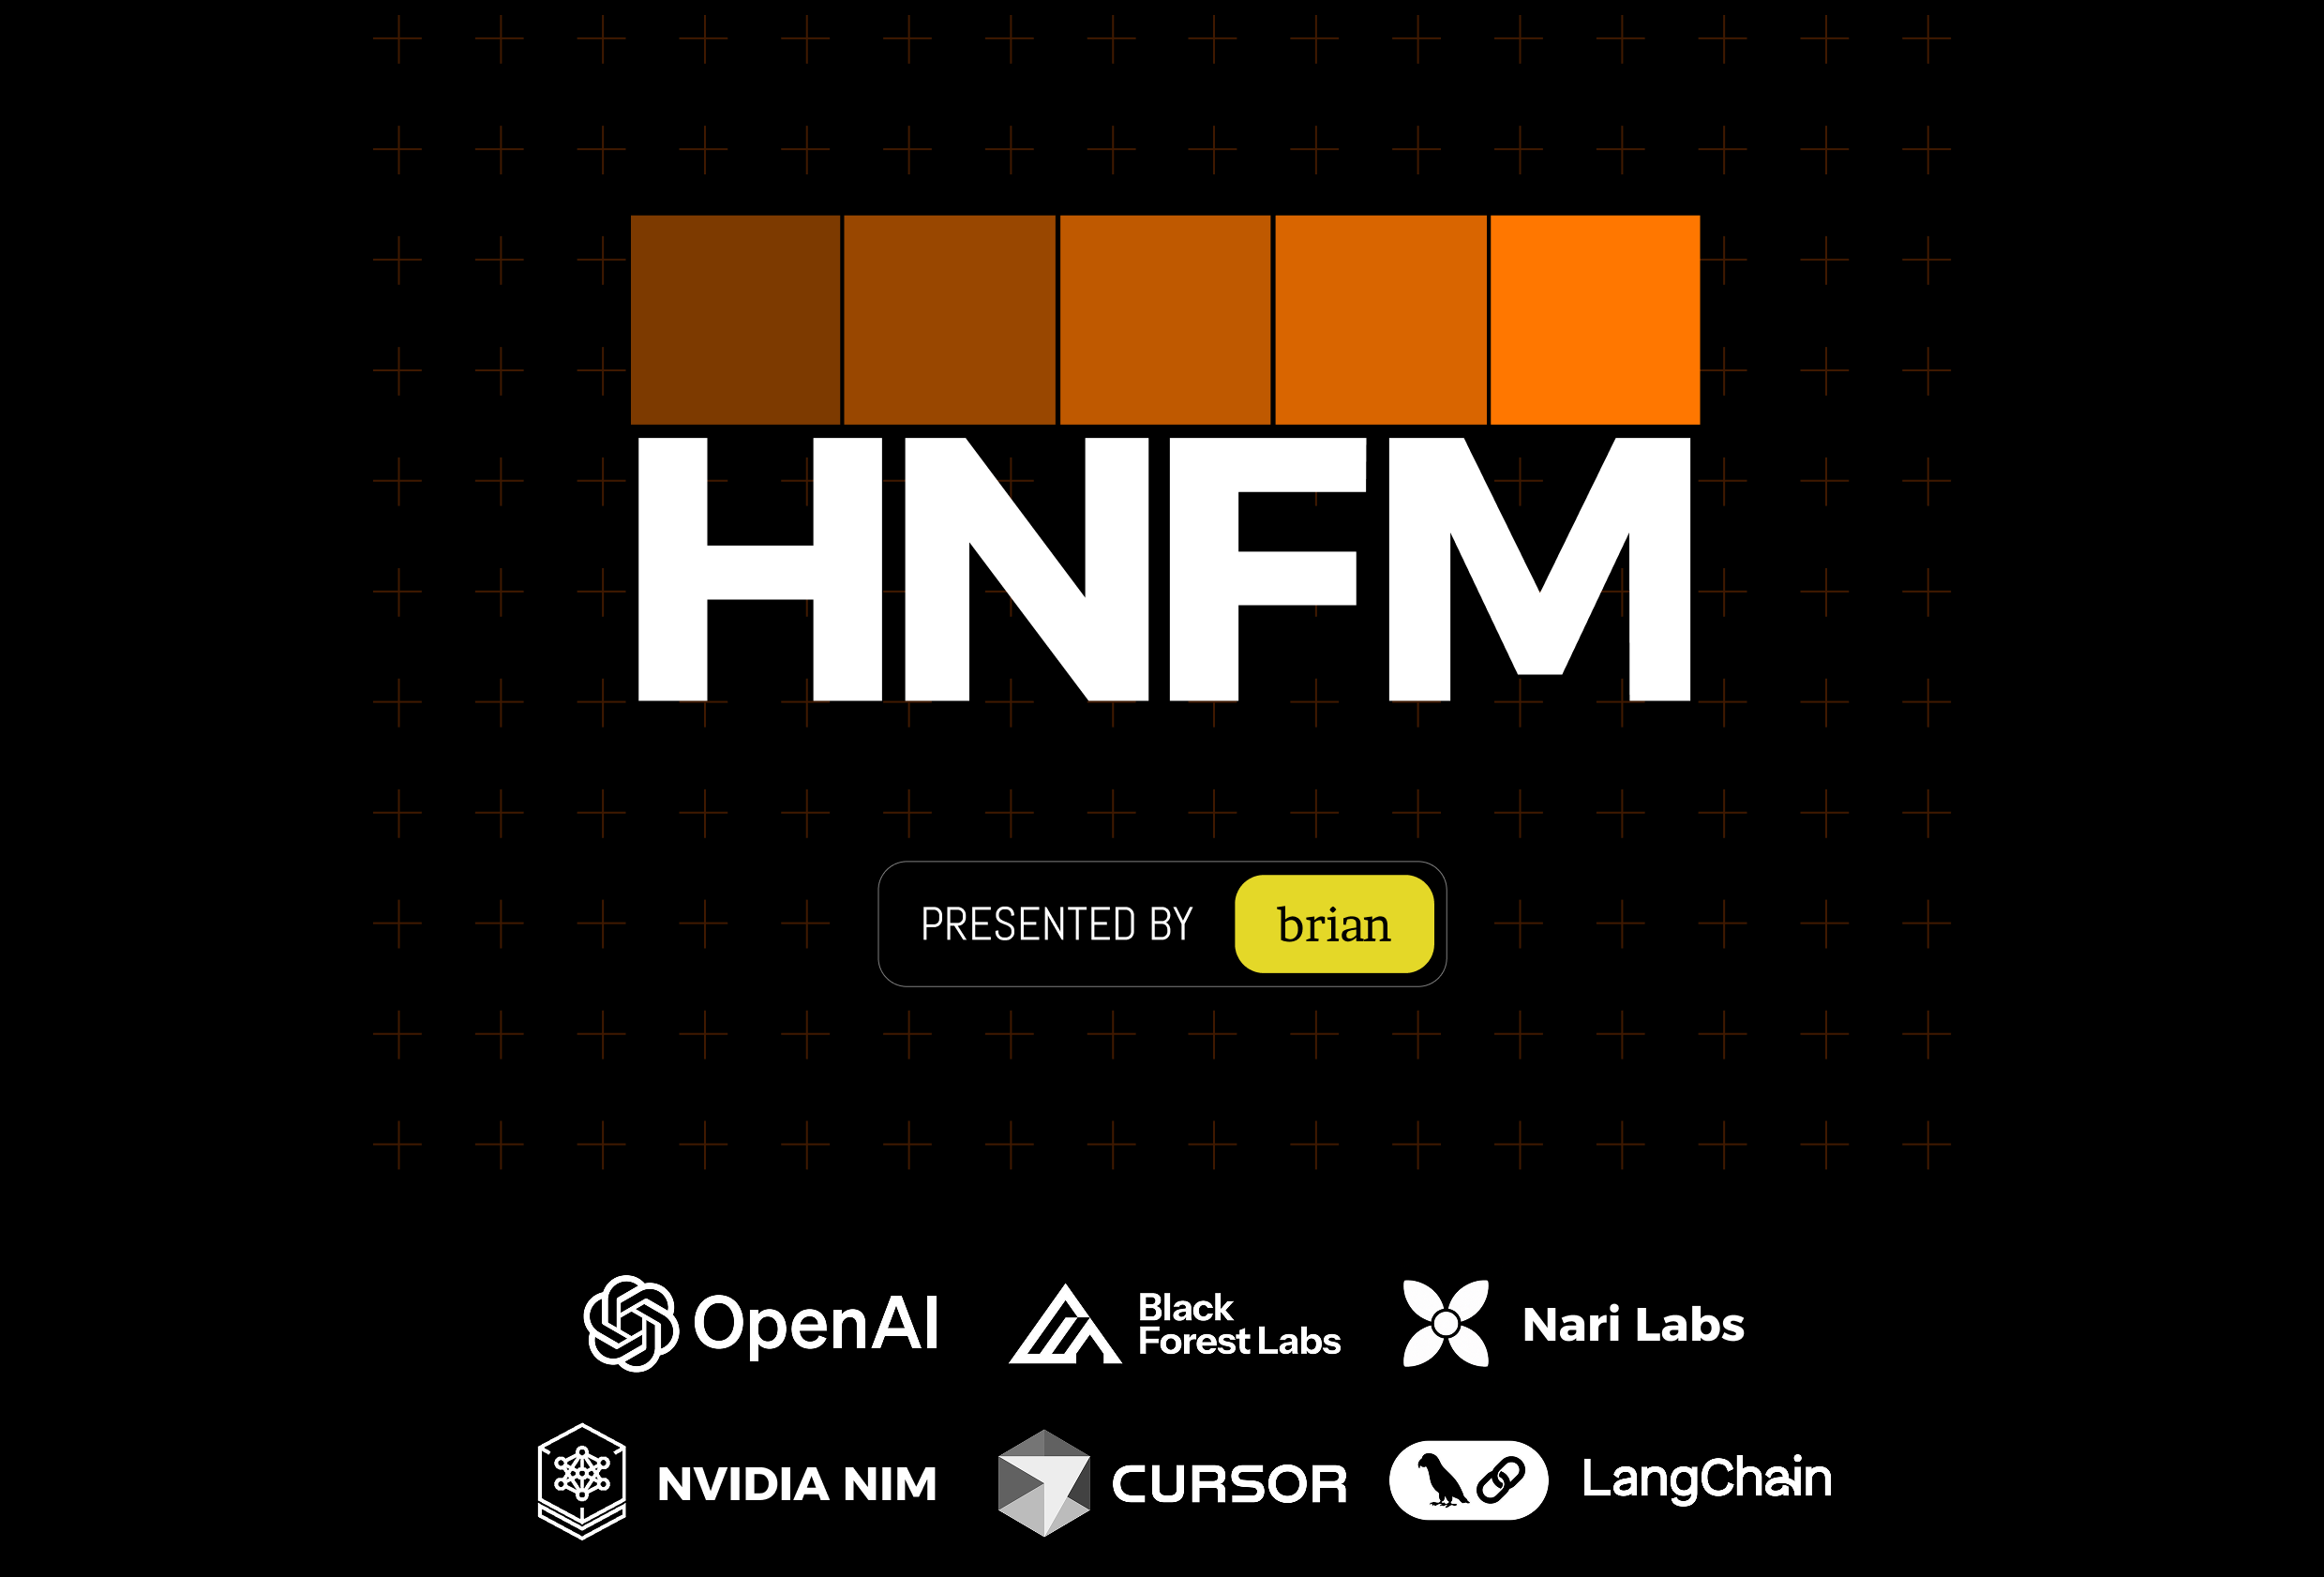 HNFM
PRESENTED BY brian
OpenAI
Black
Forest Labs
Nari Labs
NVIDIA NIM
CURSOR
LangChain